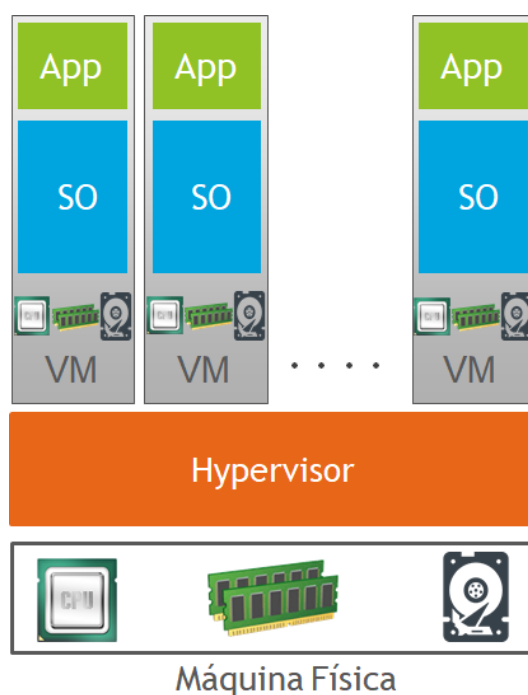 App App App
SO SO SO
VM VM . . . . VM
Hypervisor
CPU
Máquina Física